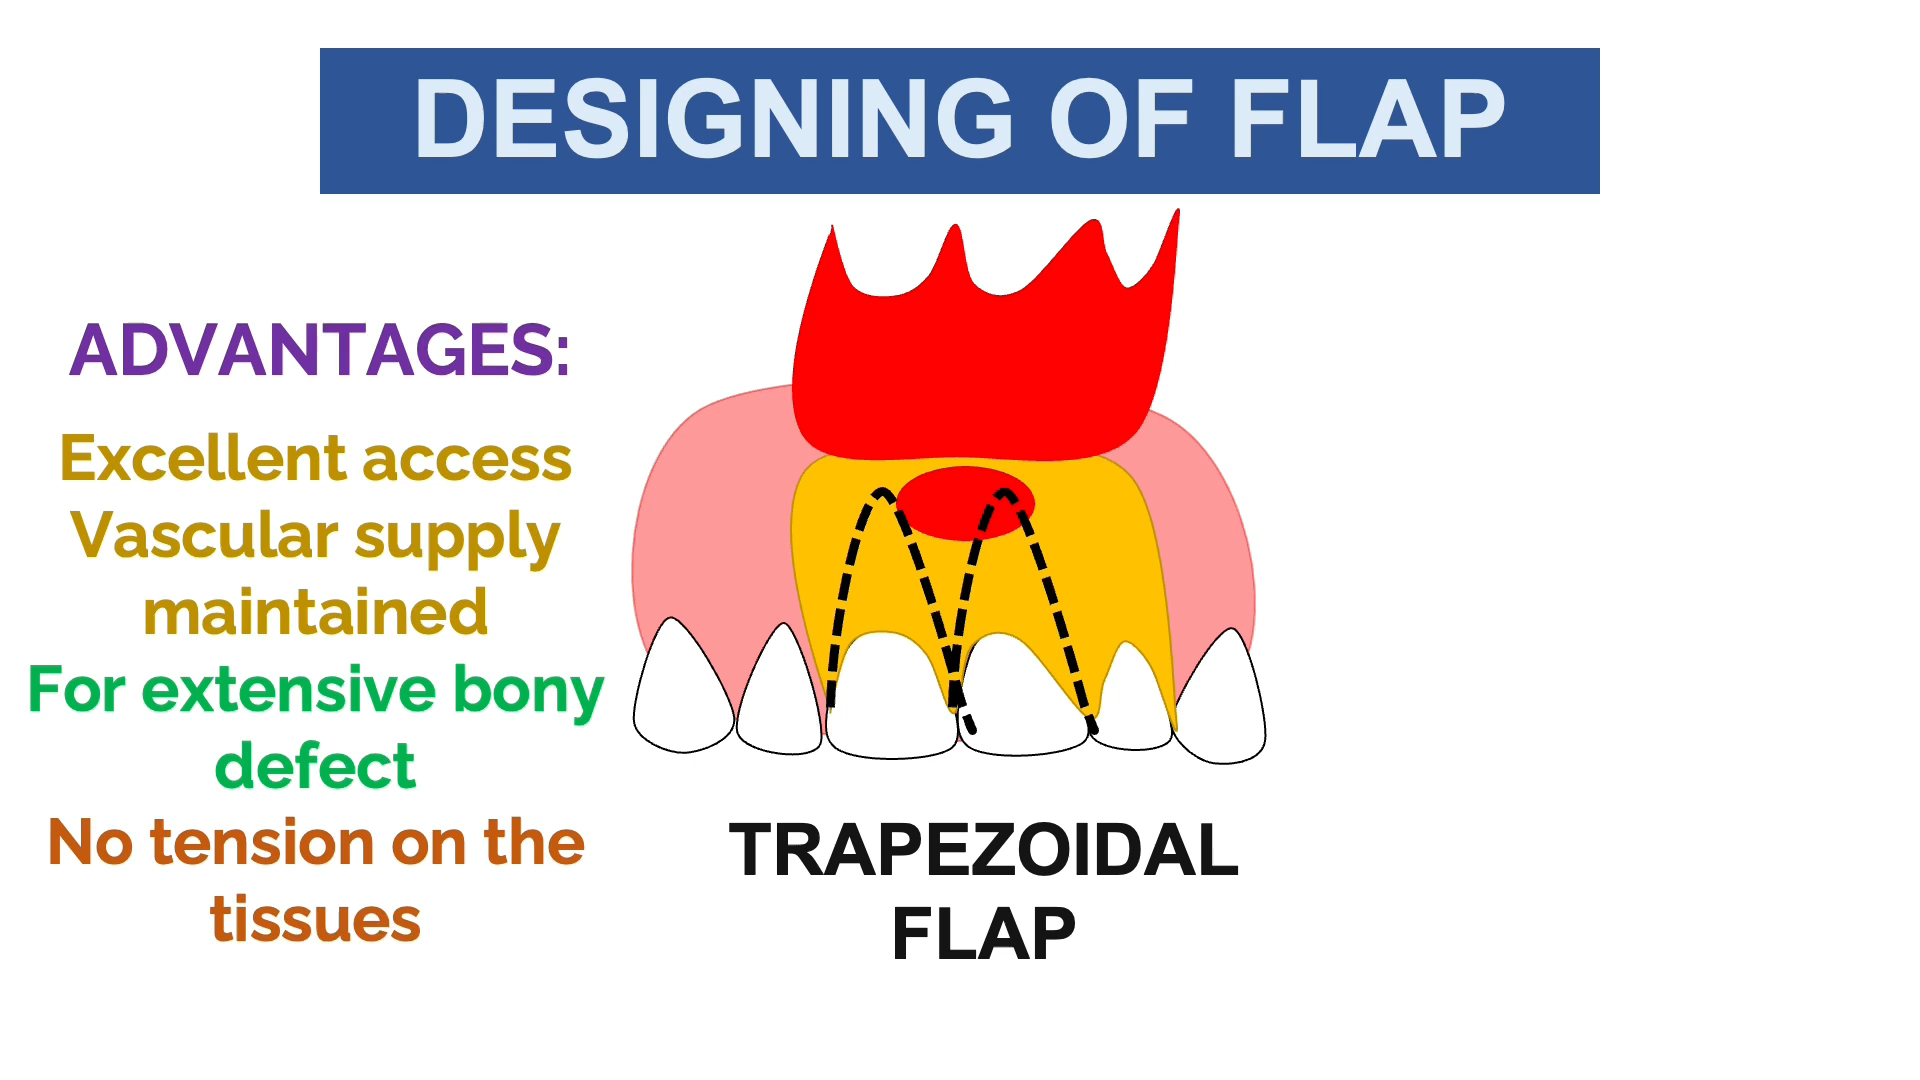 DESIGNING OF FLAP
ADVANTAGES:
Excellent access
Vascular supply
maintained
For extensive bony
defect
No tension on the
tissues
TRAPEZOIDAL
FLAP